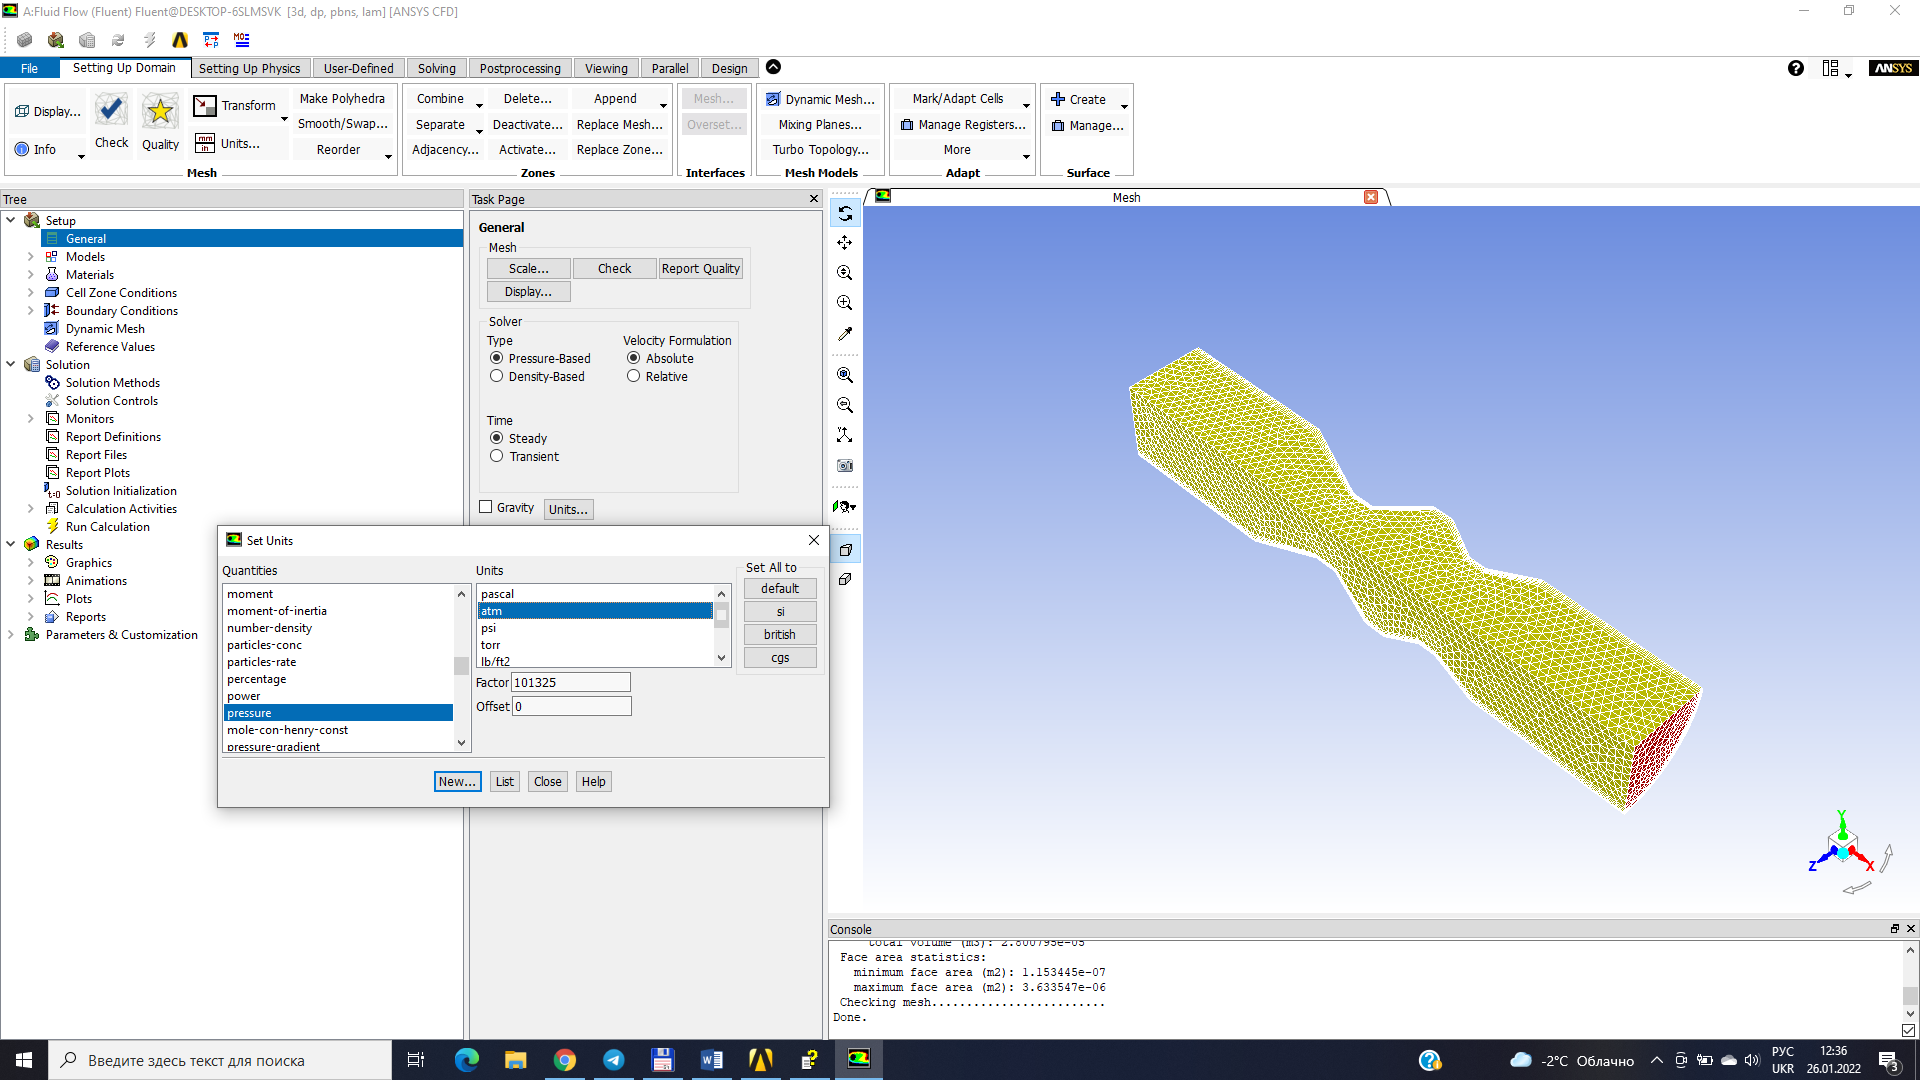 A:Fluid Flow (Fluent) Fluent@DESKTOP-6SLMSVK [3d, dp, pbns, lam] [ANSYS CFD]
File
Setting Up Domain
Setting Up Physics
User-Defined
Solving
Postprocessing
Viewing
Parallel
Design
ANSYS
Display...
Info
Check
Quality
Transform
Units...
Make Polyhedra
Smooth/Swap...
Reorder
Mesh
Combine
Separate
Adjacency...
Delete...
Deactivate...
Activate...
Append
Replace Mesh...
Replace Zone...
Zones
Mesh...
Overset...
Interfaces
Dynamic Mesh...
Mixing Planes...
Turbo Topology...
Mesh Models
Mark/Adapt Cells
Manage Registers...
More
Adapt
Create
Manage...
Surface
Tree
Setup
General
Models
Materials
Cell Zone Conditions
Boundary Conditions
Dynamic Mesh
Reference Values
Solution
Solution Methods
Solution Controls
Monitors
Report Definitions
Report Files
Report Plots
Solution Initialization
Calculation Activities
Run Calculation
Results
Graphics
Animations
Plots
Reports
Parameters & Customization
Task Page
General
Mesh
Scale...
Check
Report Quality
Display...
Solver
Type
Pressure-Based
Density-Based
Velocity Formulation
Absolute
Relative
Time
Steady
Transient
Gravity
Units...
Set Units
Quantities
moment
moment-of-inertia
number-density
particles-conc
particles-rate
percentage
power
pressure
mole-con-henry-const
pressure-gradient
Units
pascal
atm
psi
torr
lb/ft2
Factor 101325
Offset 0
Set All to
default
si
british
cgs
New...
List
Close
Help
Mesh
Y
Z
X
Console
total volume (m3): 2.800795e-05
Face area statistics:
minimum face area (m2): 1.153445e-07
maximum face area (m2): 3.633547e-06
Checking mesh.........................
Done.
Введите здесь текст для поиска
-2°C Облачно
РУС
UKR
12:36
26.01.2022
3